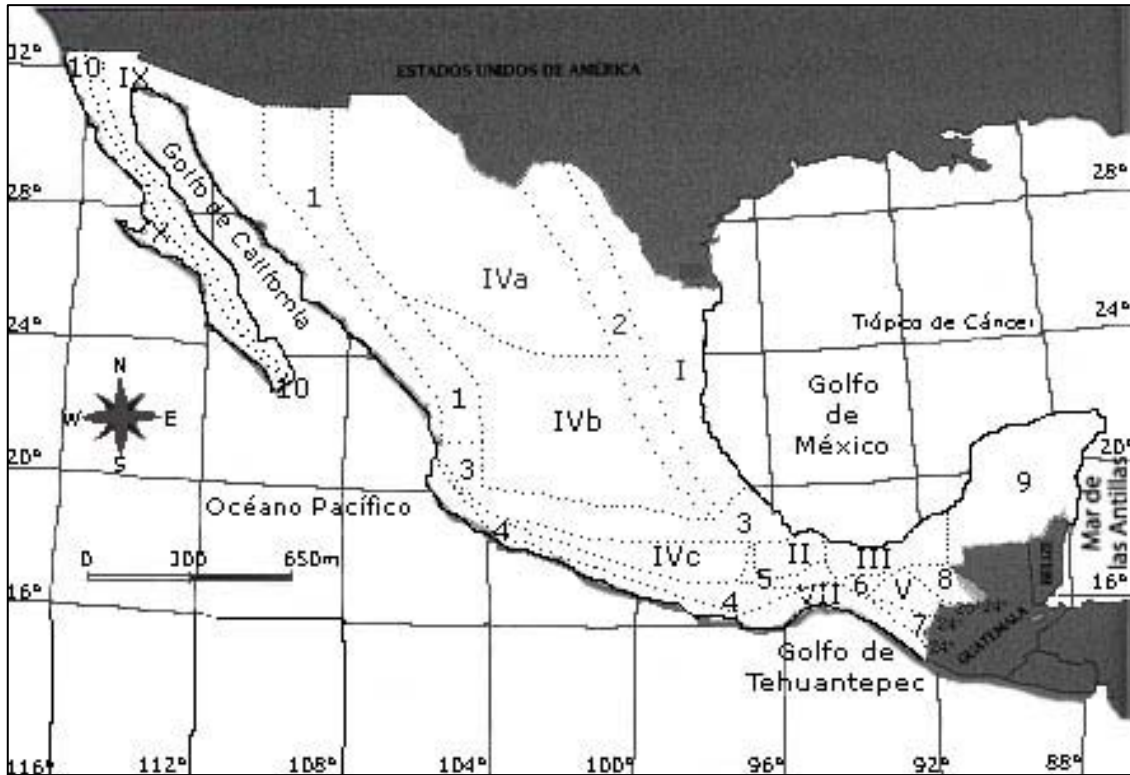 32°
10
IX
ESTADOS UNIDOS DE AMÉRICA
Golfo de California
28°
1
28°
IVa
24°
2
Trópico de Cáncer
24°
I
N
W E
S
10
1
IVb
Golfo
de
México
20°
3
20°
9
Mar de
las Antillas
Océano Pacífico
4
3
0 300 650m
IVc
II
III
BELIZE
5
6
V
8
16°
16°
4
VII
7
GUATEMALA
Golfo de
Tehuantepec
116° 112° 108° 104° 100° 96° 92° 88°